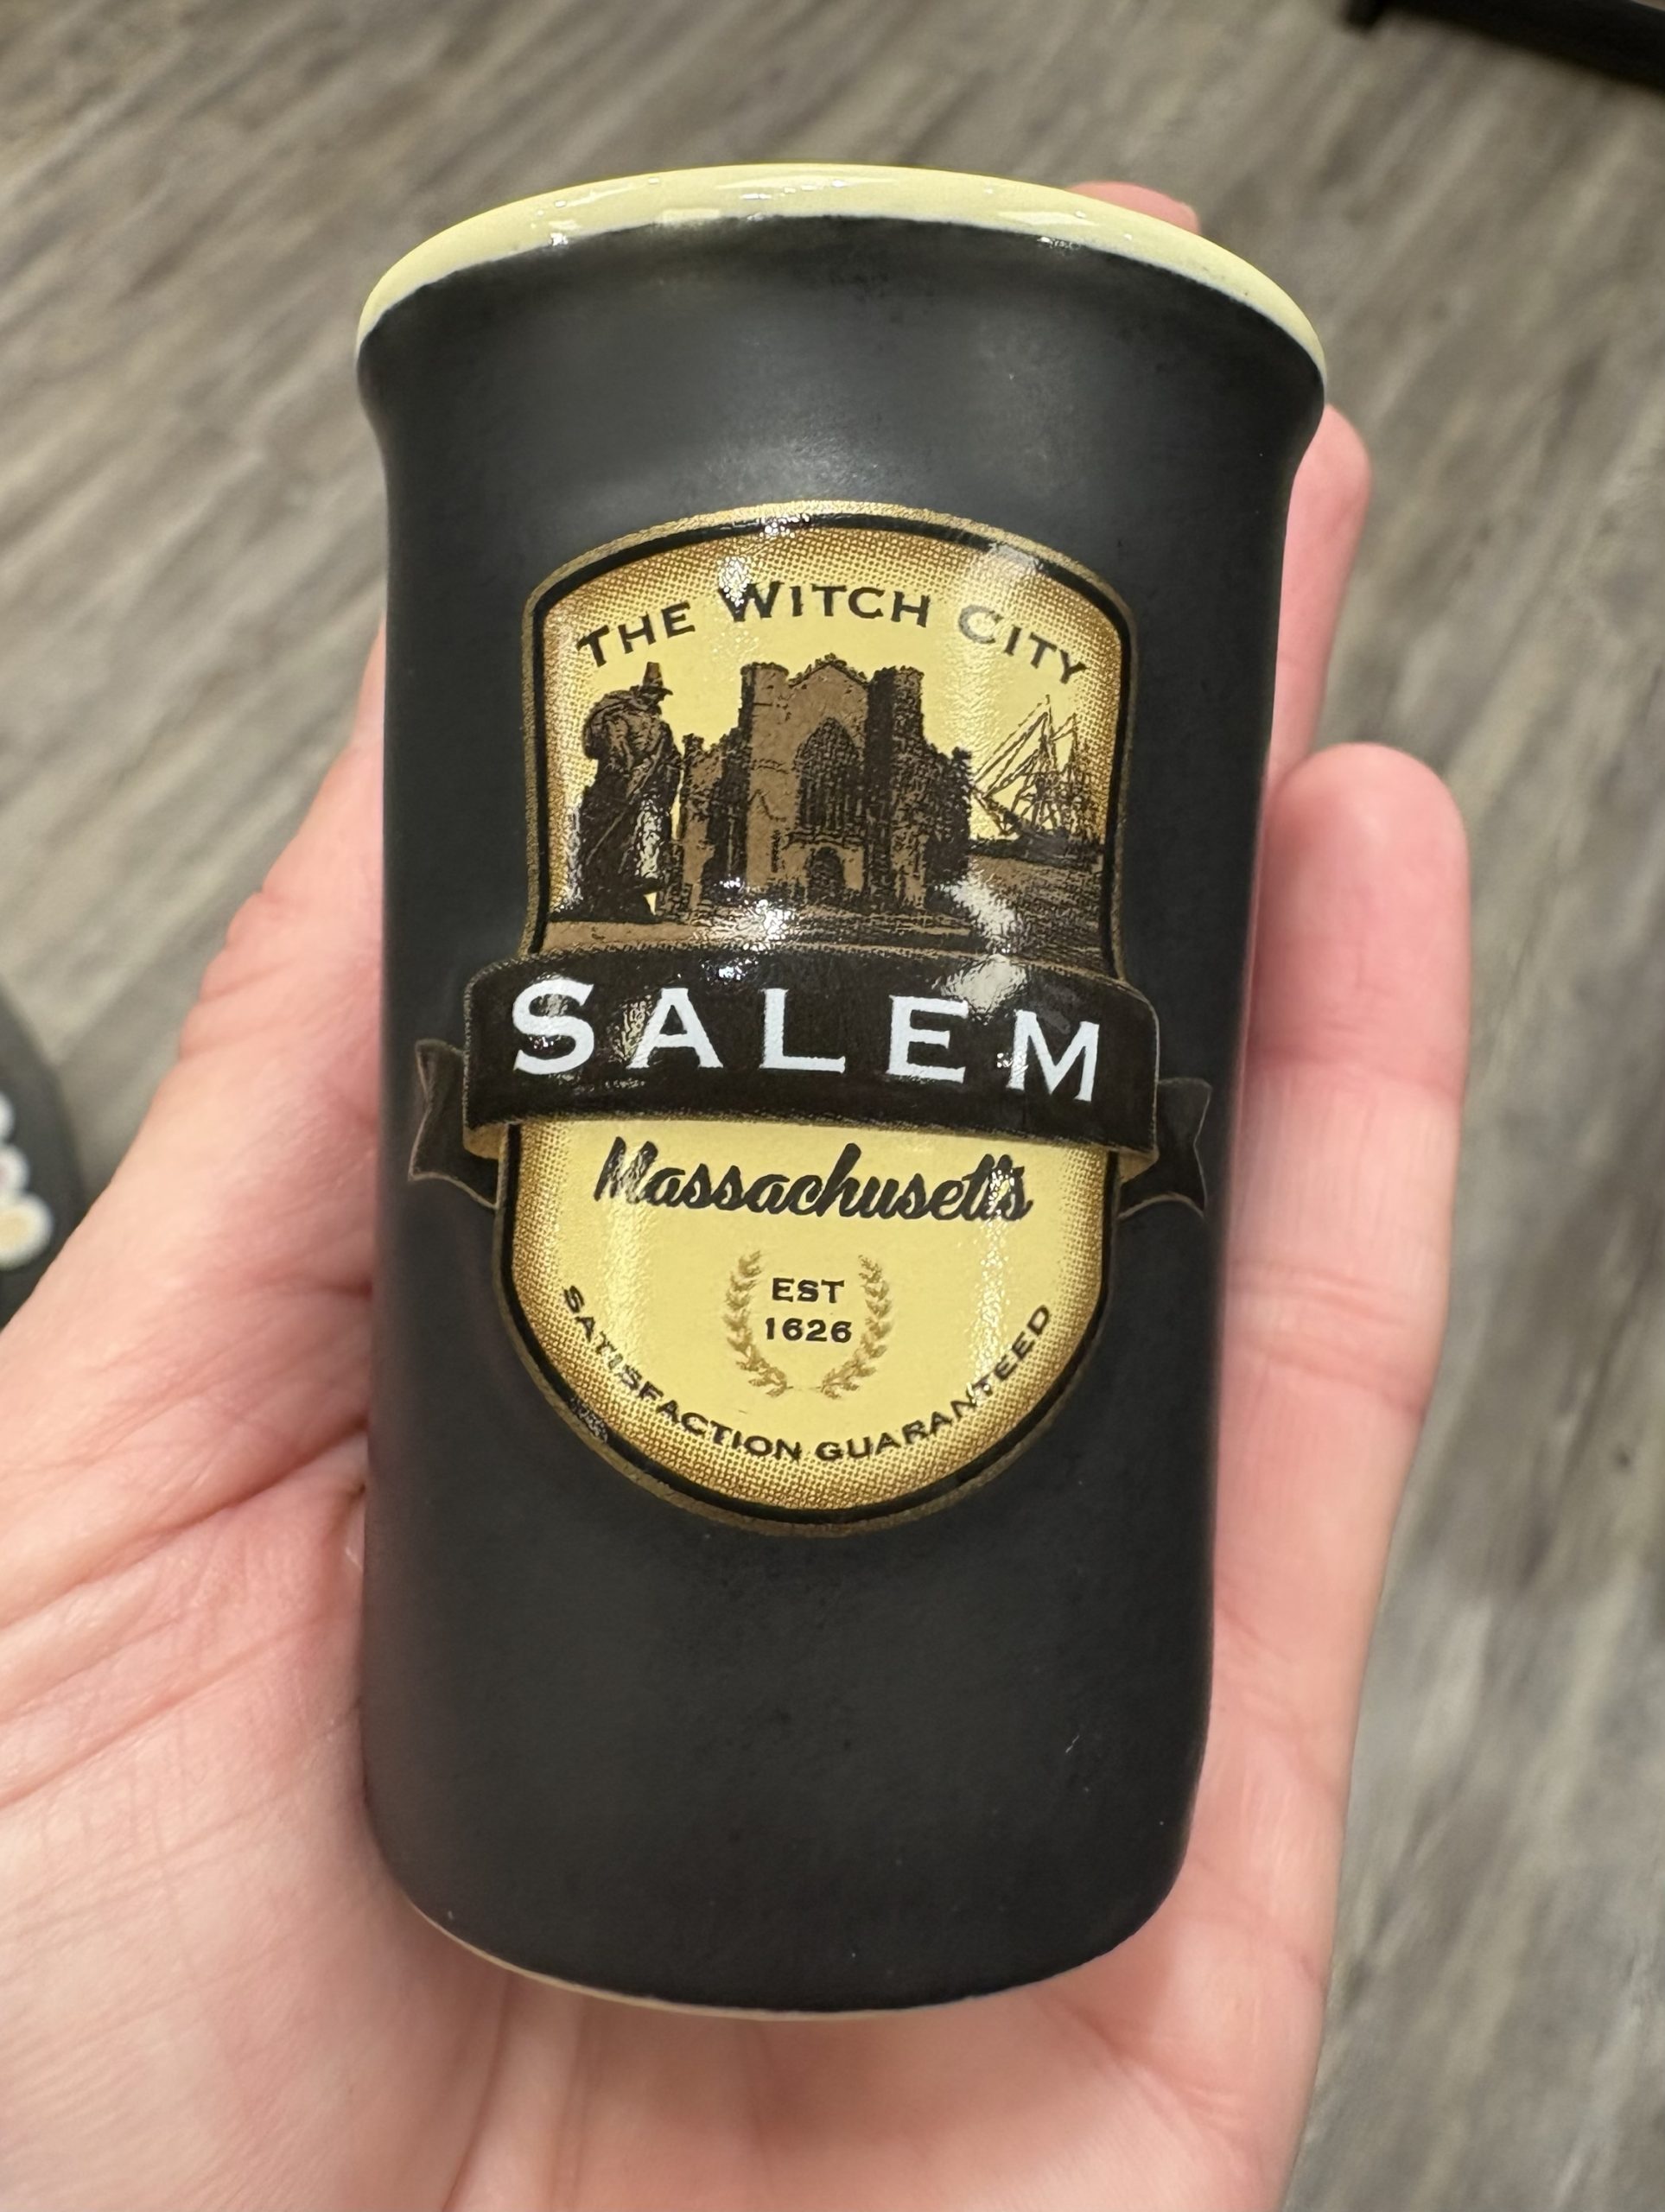 THE WITCH CITY
SALEM
Massachusetts
EST
1626
SATISFACTION GUARANTEED